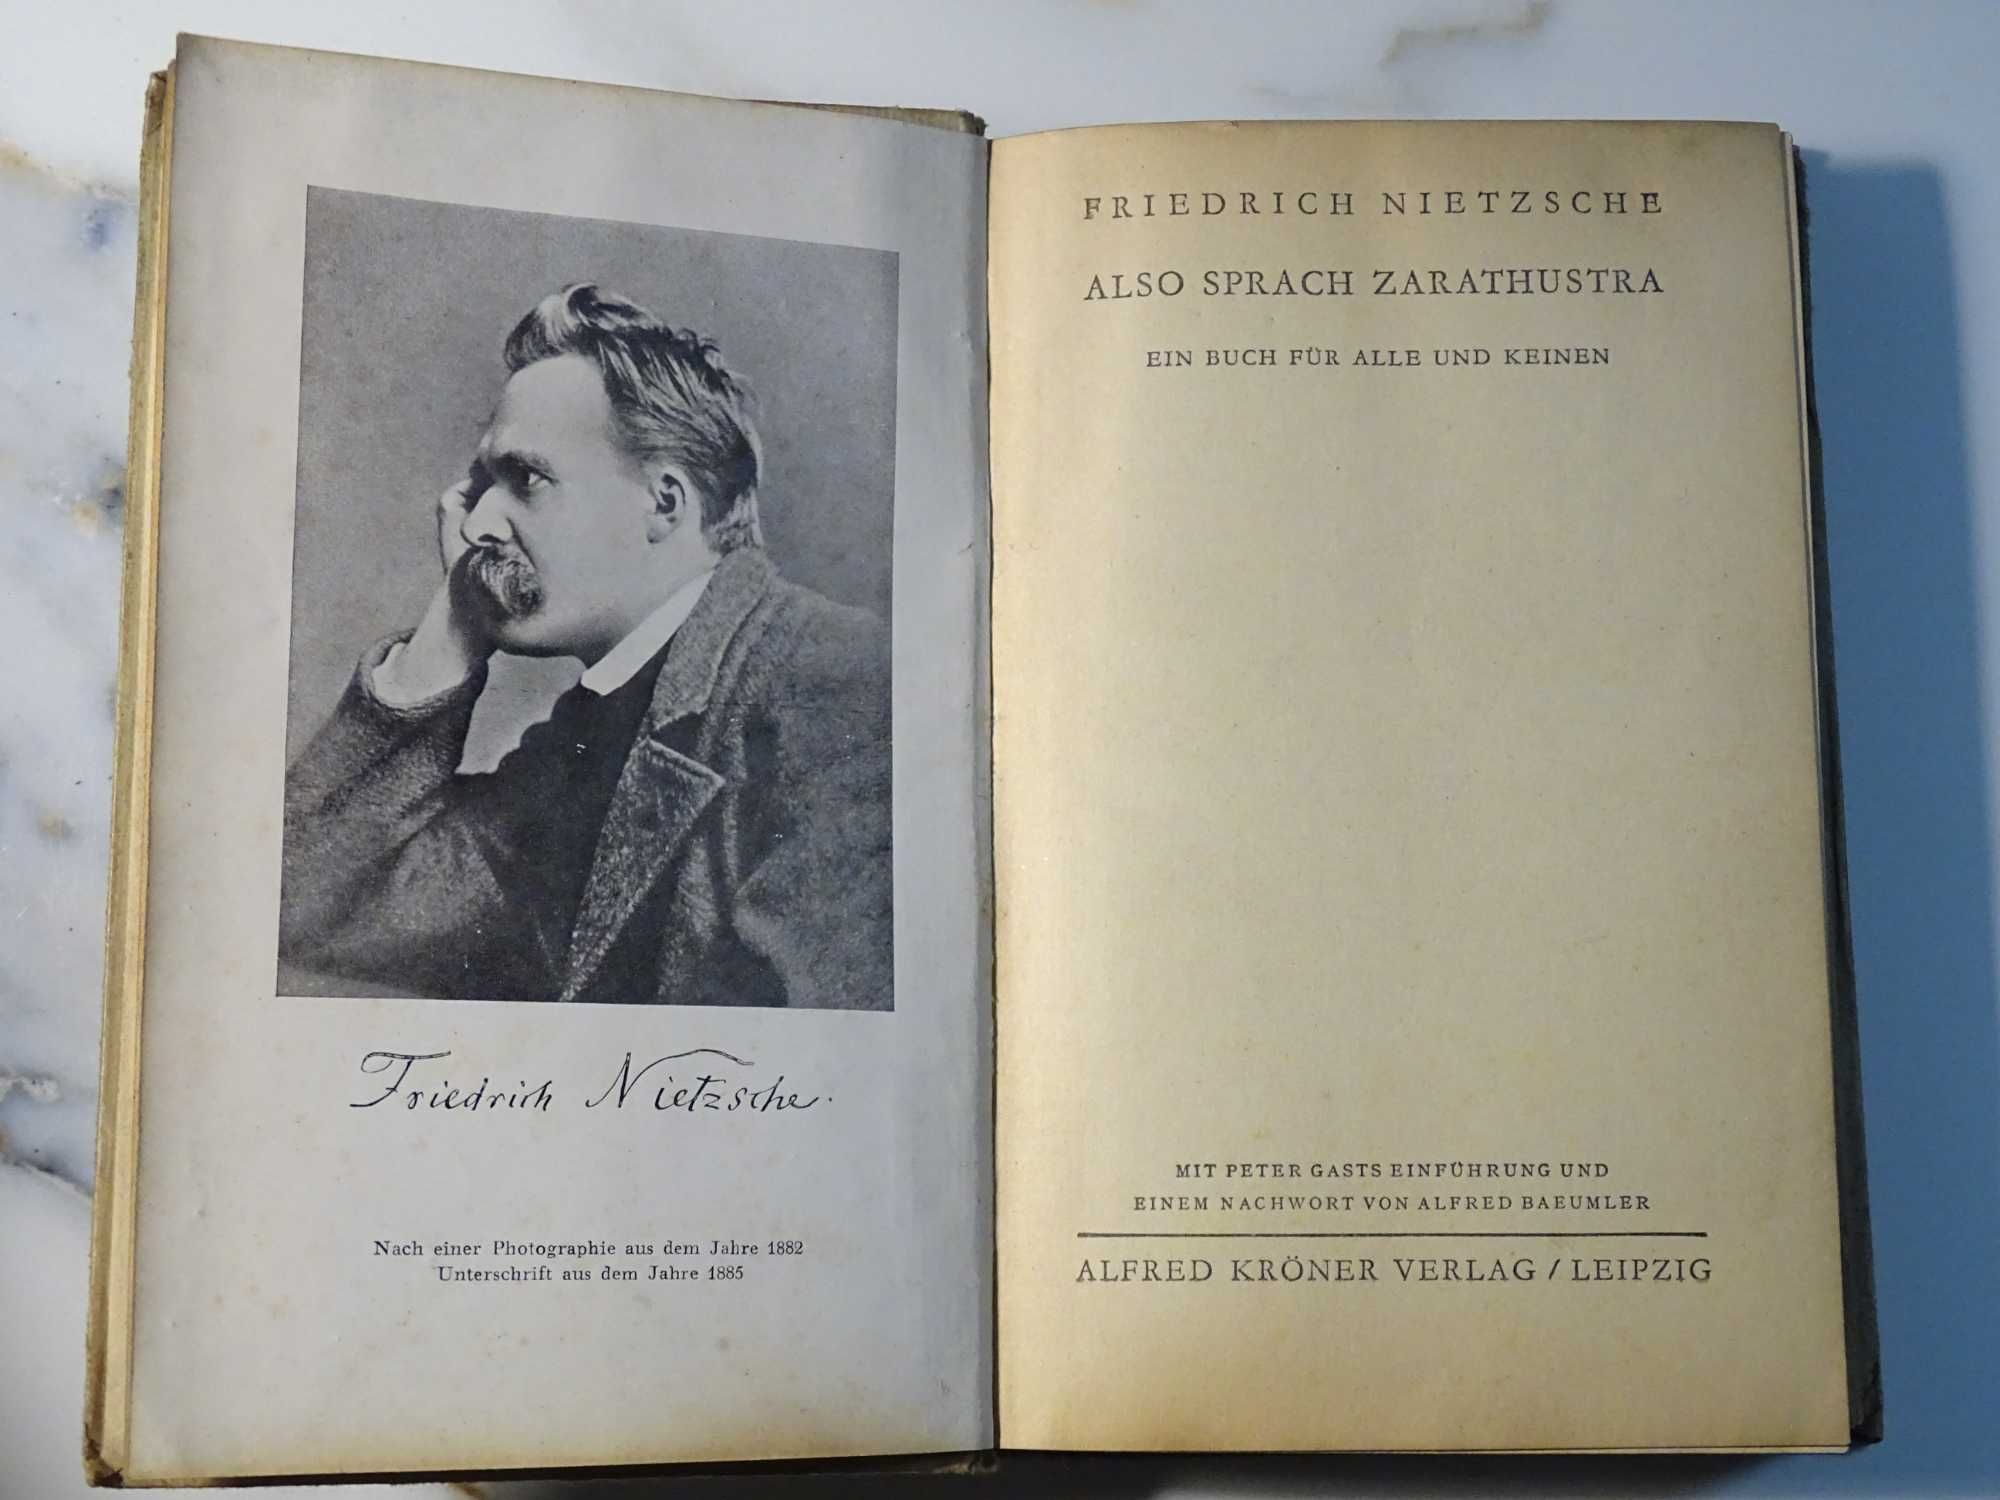 Friedrich Nietzsche.
Nach einer Photographie aus dem Jahre 1882
Unterschrift aus dem Jahre 1885
FRIEDRICH NIETZSCHE
ALSO SPRACH ZARATHUSTRA
EIN BUCH FÜR ALLE UND KEINEN
MIT PETER GASTS EINFÜHRUNG UND
EINEM NACHWORT VON ALFRED BAEUMLER
ALFRED KRÖNER VERLAG / LEIPZIG